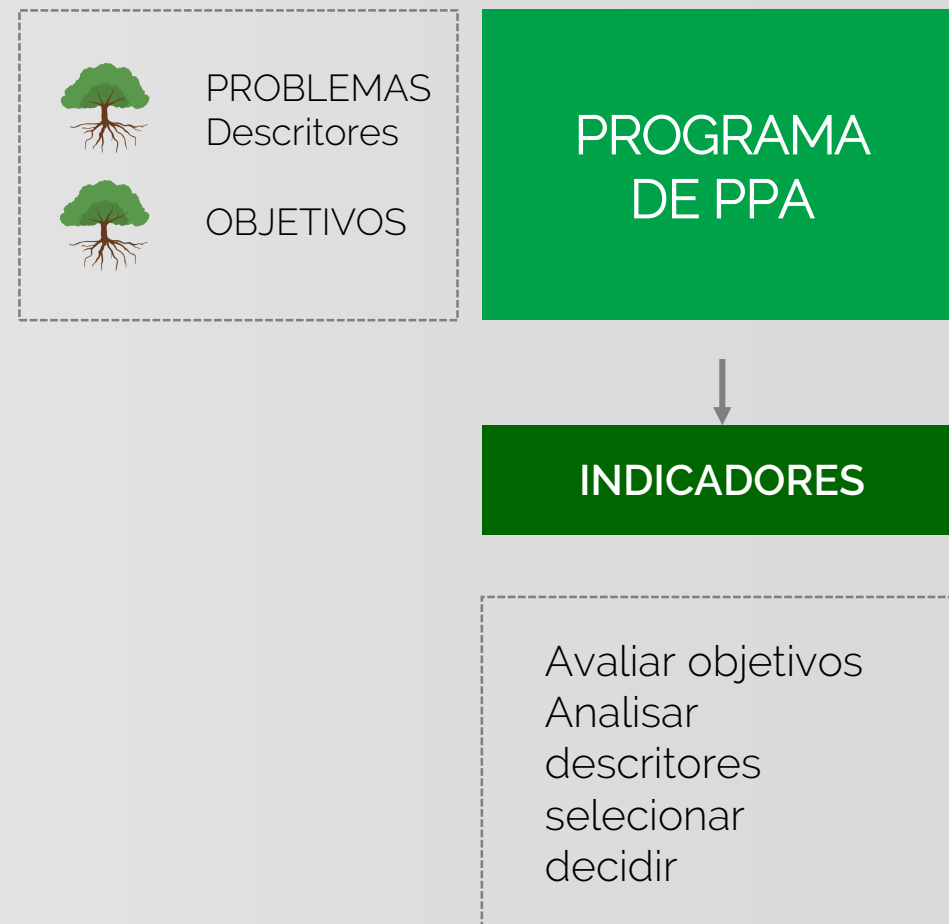 PROBLEMAS
Descritores
OBJETIVOS
PROGRAMA
DE PPA
INDICADORES
Avaliar objetivos
Analisar
descritores
selecionar
decidir